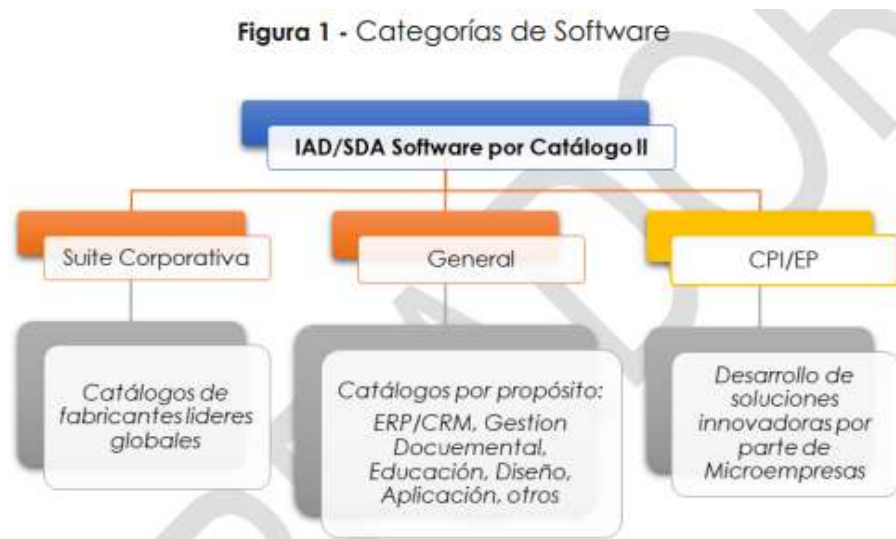 Figura 1 - Categorías de Software
IAD/SDA Software por Catálogo II
Suite Corporativa
General
CPI/EP
Catálogos de
fabricantes lideres
globales
Catálogos por propósito:
ERP/CRM, Gestion
Docuemental,
Educación, Diseño,
Aplicación, otros
Desarrollo de
soluciones
innovadoras por
parte de
Microempresas